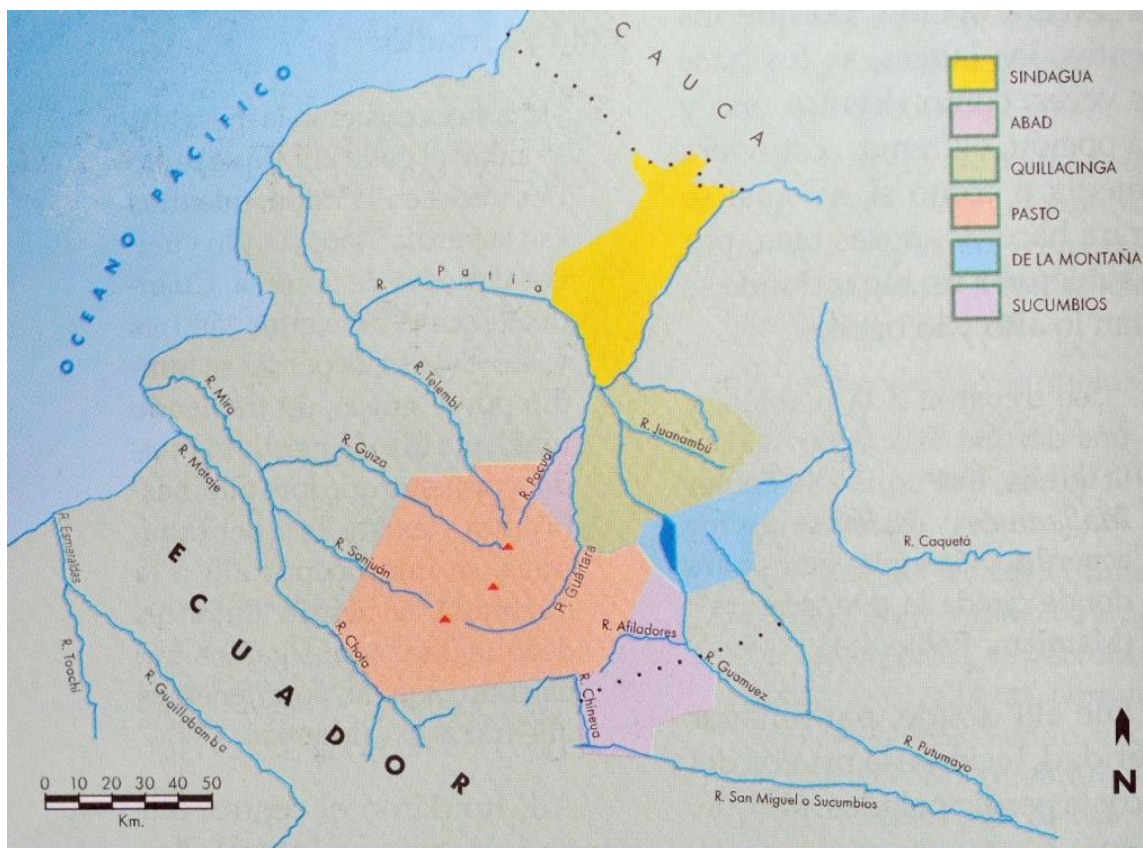 OCEANO PACIFICO
CAUCA
SINDAGUA
ABAD
QUILLACINGA
PASTO
DE LA MONTAÑA
SUCUMBIOS
R. Patía
R. Telembí
R. Mira
R. Guiza
R. Mataje
R. Pacual
R. Juanambú
R. Sanjuán
R. Guáitara
R. Caquetá
R. Esmeraldas
ECUADOR
R. Chota
R. Afiladores
R. Toachi
R. Guaillabamba
R. Chineua
R. Guamuez
R. Putumayo
R. San Miguel o Sucumbios
0 10 20 30 40 50
Km.
N